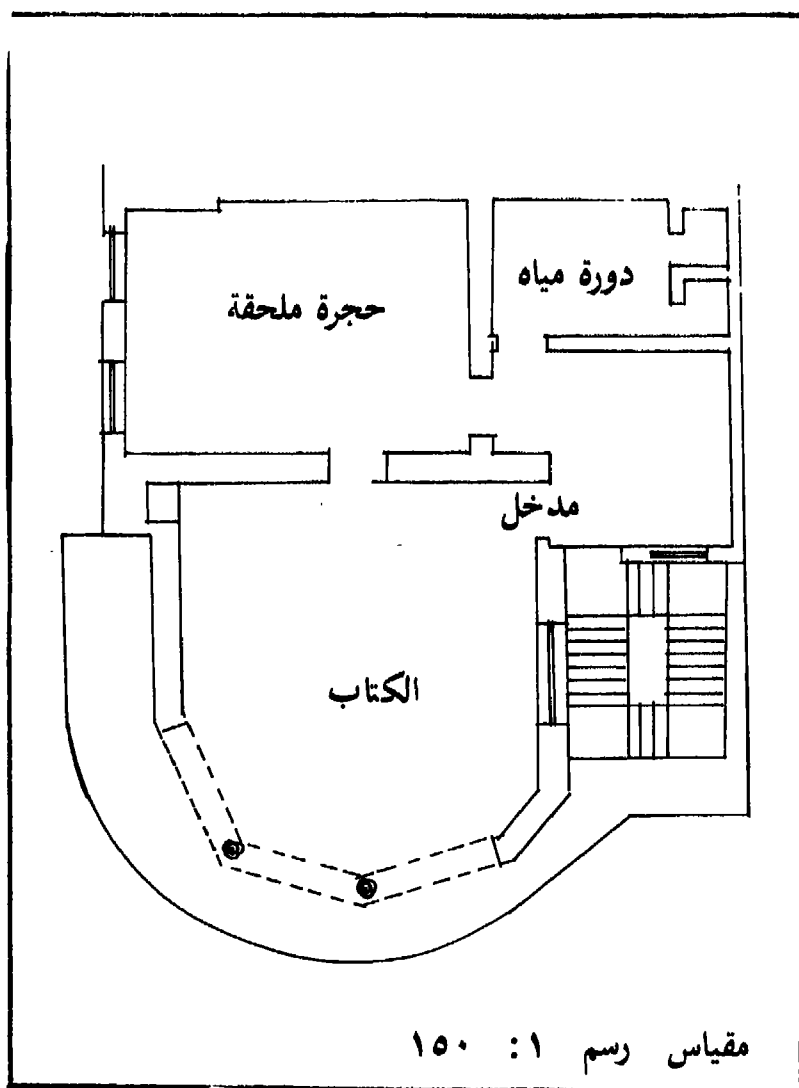 دورة مياه
حجرة ملحقة
مدخل
الكتاب
مقياس رسم ١ : ١٥٠